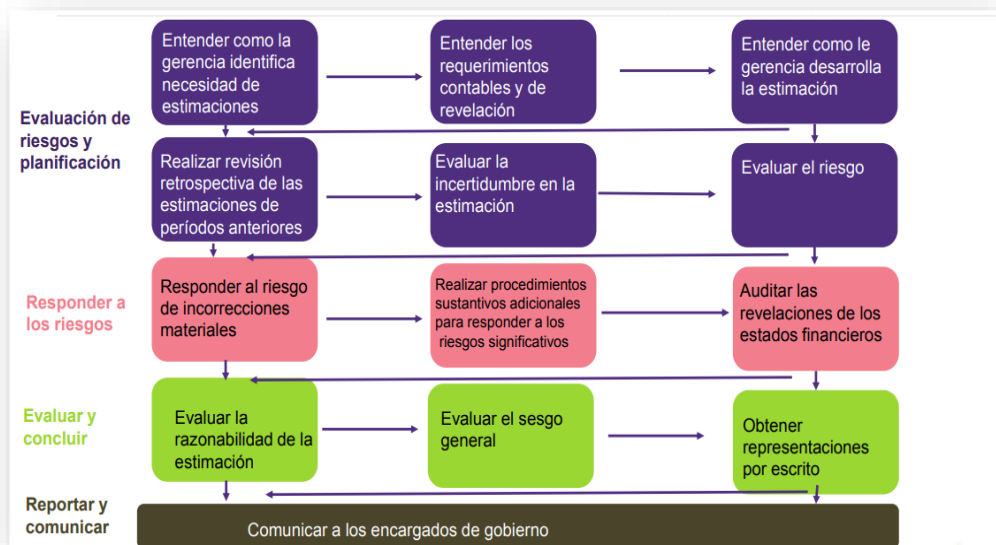 Evaluación de
riesgos y
planificación
Entender como la
gerencia identifica
necesidad de
estimaciones
Entender los
requerimientos
contables y de
revelación
Entender como le
gerencia desarrolla
la estimación
Realizar revisión
retrospectiva de las
estimaciones de
períodos anteriores
Evaluar la
incertidumbre en la
estimación
Evaluar el riesgo
Responder a
los riesgos
Responder al riesgo
de incorrecciones
materiales
Realizar procedimientos
sustantivos adicionales
para responder a los
riesgos significativos
Auditar las
revelaciones de los
estados financieros
Evaluar y
concluir
Evaluar la
razonabilidad de la
estimación
Evaluar el sesgo
general
Obtener
representaciones
por escrito
Reportar y
comunicar
Comunicar a los encargados de gobierno